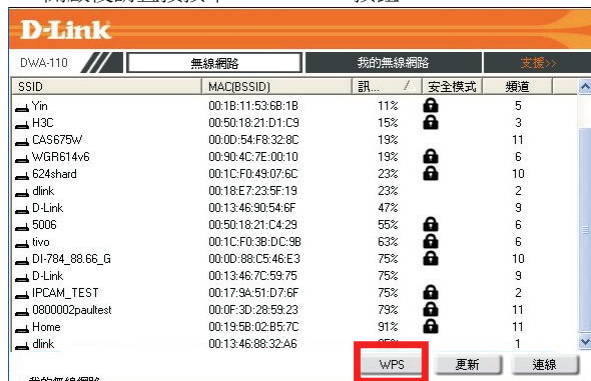 D-Link
DWA-110 無線網路 我的無線網路 支援>>
SSID MAC(BSSID) 訊... 安全模式 頻道
Yin 00:1B:11:53:6B:1B 11% 5
H3C 00:50:18:21:D1:C9 15% 3
CAS675W 00:0D:54:F8:32:8C 19% 11
WGR614v6 00:90:4C:7E:00:10 19% 6
624shard 00:1C:F0:49:07:6C 23% 10
dlink 00:18:E7:23:5F:19 23% 2
D-Link 00:13:46:90:54:6F 47% 9
5006 00:50:18:21:C4:29 55% 6
tivo 00:1C:F0:3B:DC:9B 63% 6
DI-784_88.66_G 00:0D:88:C5:46:E3 75% 10
D-Link 00:13:46:7C:59:75 75% 9
IPCAM_TEST 00:17:9A:51:D7:6F 75% 2
0800002paultest 00:0F:3D:28:59:23 79% 11
Home 00:19:5B:02:B5:7C 91% 11
dlink 00:13:46:88:32:A6 1
WPS 更新 連線
我的無線網路